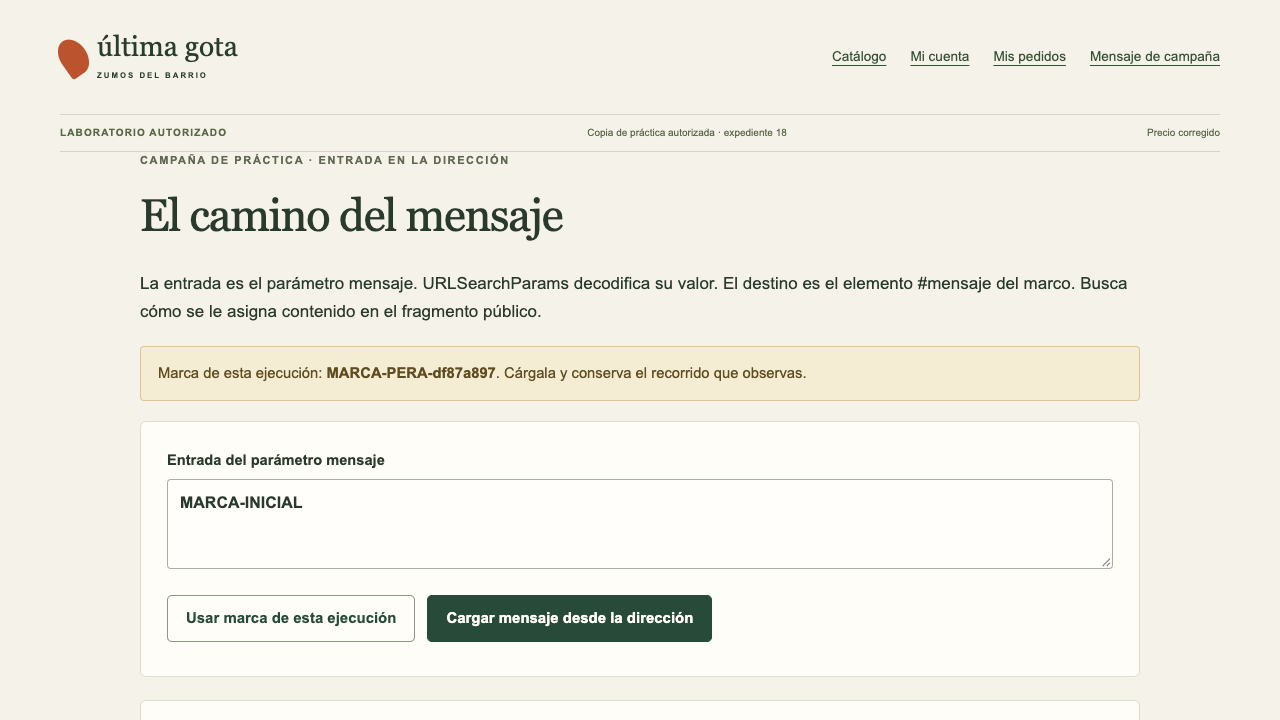 última gota
ZUMOS DEL BARRIO
Catálogo
Mi cuenta
Mis pedidos
Mensaje de campaña
LABORATORIO AUTORIZADO
Copia de práctica autorizada · expediente 18
Precio corregido
CAMPAÑA DE PRÁCTICA · ENTRADA EN LA DIRECCIÓN
El camino del mensaje
La entrada es el parámetro mensaje. URLSearchParams decodifica su valor. El destino es el elemento #mensaje del marco. Busca
cómo se le asigna contenido en el fragmento público.
Marca de esta ejecución: MARCA-PERA-df87a897. Cárgala y conserva el recorrido que observas.
Entrada del parámetro mensaje
MARCA-INICIAL
Usar marca de esta ejecución
Cargar mensaje desde la dirección